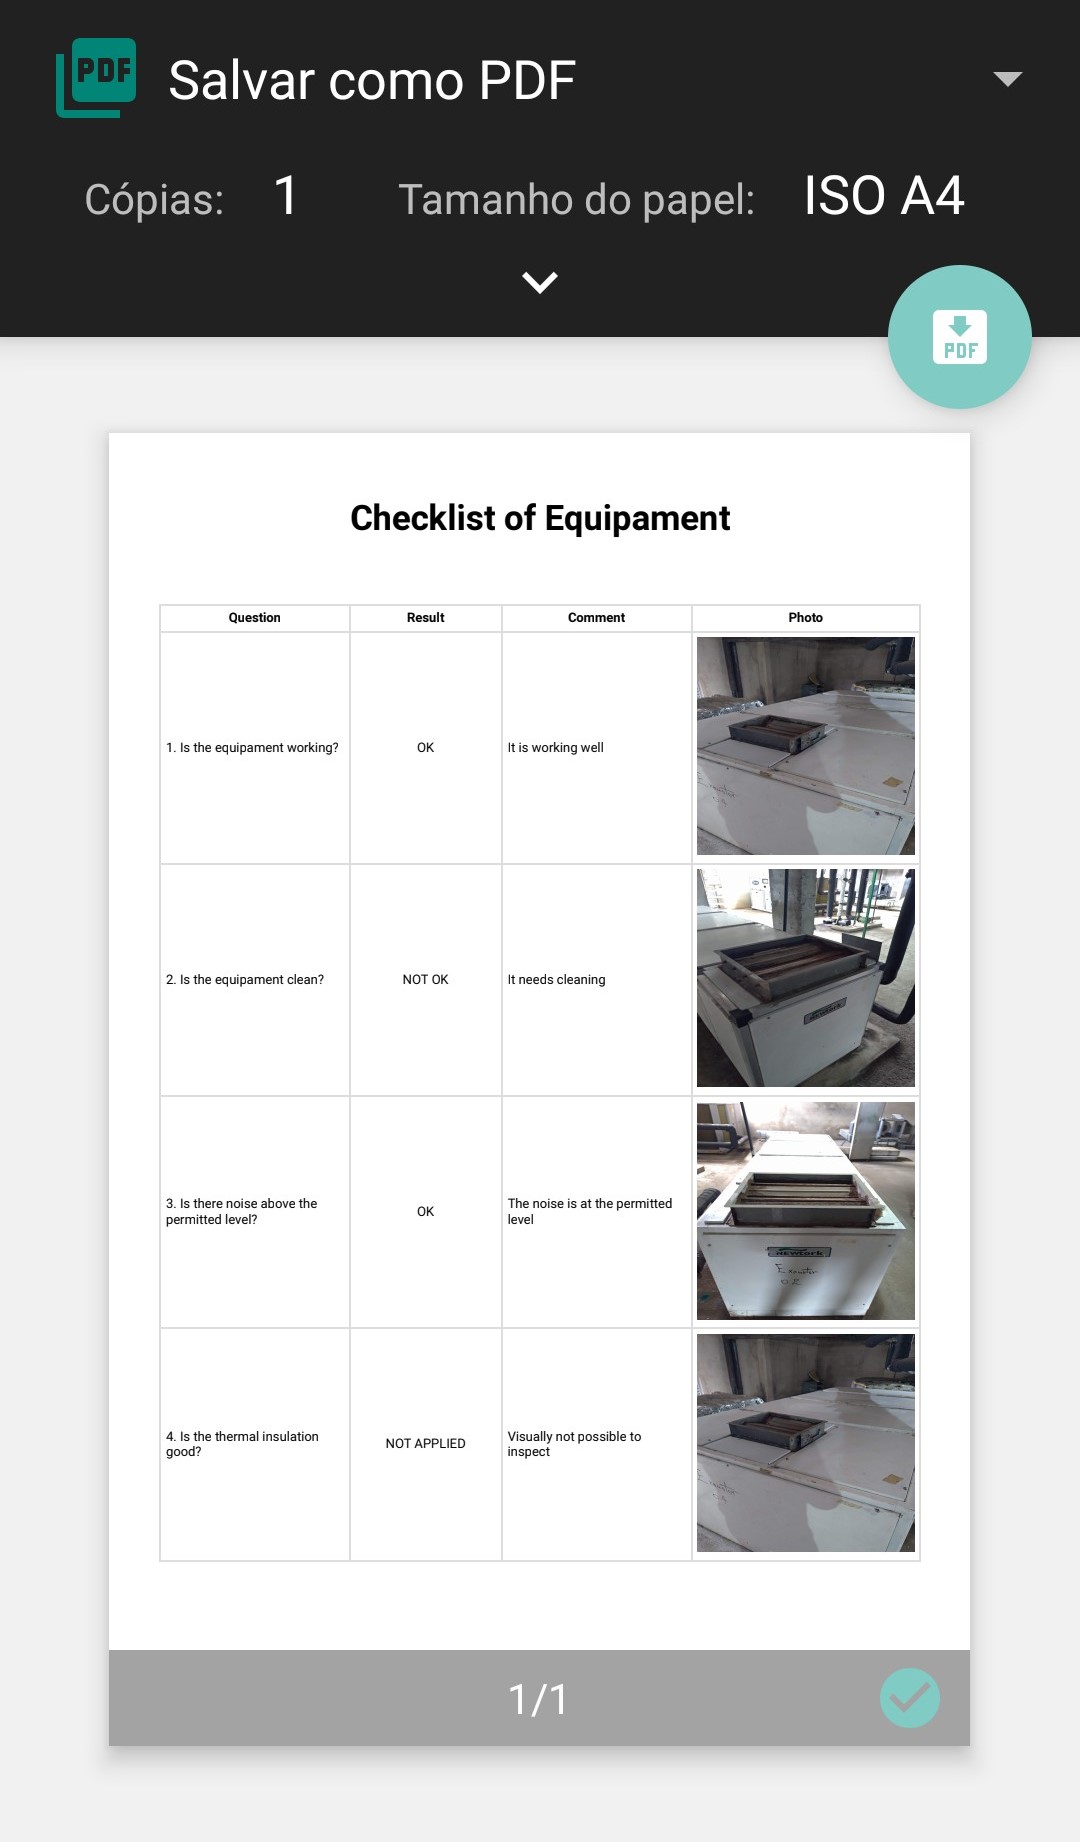 PDF
Salvar como PDF
Cópias: 1 Tamanho do papel: ISO A4
PDF
Checklist of Equipament
Question Result Comment Photo
1. Is the equipament working? OK It is working well
2. Is the equipament clean? NOT OK It needs cleaning
3. Is there noise above the
permitted level?
OK
The noise is at the permitted
level
Exaustor
02
4. Is the thermal insulation
good?
NOT APPLIED
Visually not possible to
inspect
1/1